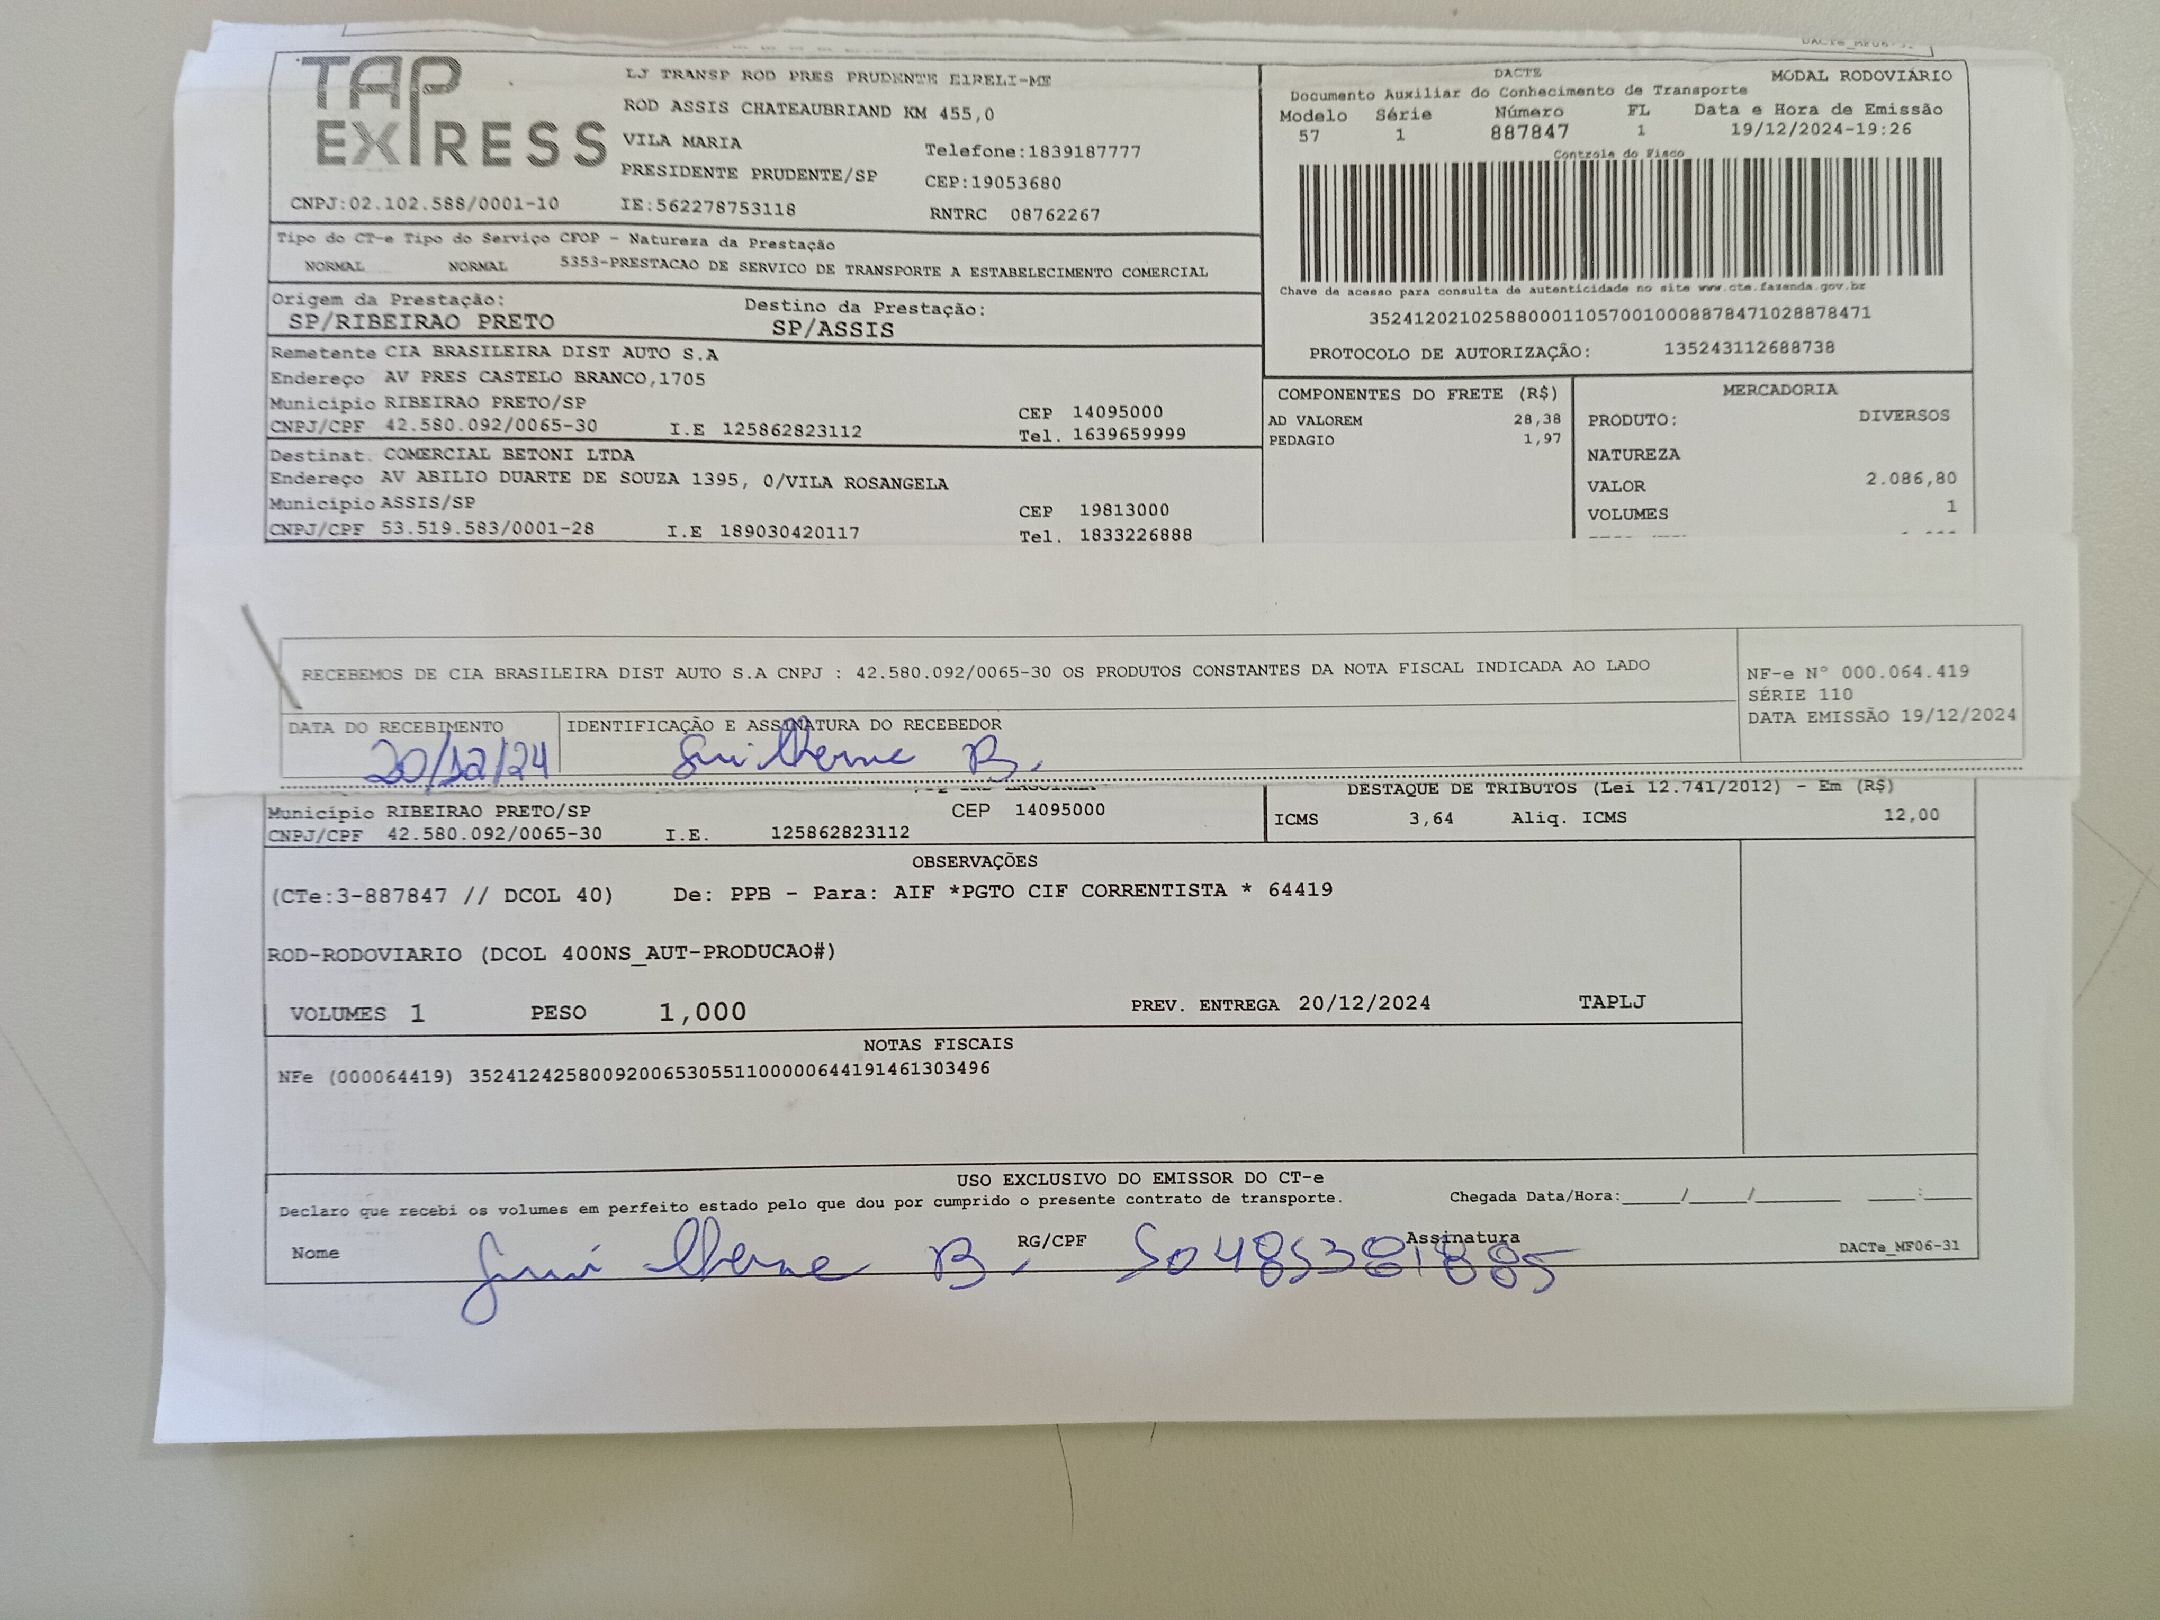 TAP EXPRESS
LJ TRANSP ROD PRES PRUDENTE EIRELI-ME
ROD ASSIS CHATEAUBRIAND KM 455,0
VILA MARIA Telefone:1839187777
PRESIDENTE PRUDENTE/SP CEP:19053680
CNPJ:02.102.588/0001-10 IE:562278753118 RNTRC 08762267
DACTE MODAL RODOVIÁRIO
Documento Auxiliar do Conhecimento de Transporte
Modelo Série Número FL Data e Hora de Emissão
57 1 887847 1 19/12/2024-19:26
Controle do Fisco
Chave de acesso para consulta de autenticidade no site www.cte.fazenda.gov.br
35241202102588000110570010008878471028878471
PROTOCOLO DE AUTORIZAÇÃO: 135243112688738
Tipo do CT-e Tipo do Serviço CFOP - Natureza da Prestação
NORMAL NORMAL 5353-PRESTACAO DE SERVICO DE TRANSPORTE A ESTABELECIMENTO COMERCIAL
Origem da Prestação: Destino da Prestação:
SP/RIBEIRAO PRETO SP/ASSIS
Remetente CIA BRASILEIRA DIST AUTO S.A
Endereço AV PRES CASTELO BRANCO,1705
Município RIBEIRAO PRETO/SP CEP 14095000
CNPJ/CPF 42.580.092/0065-30 I.E 125862823112 Tel. 1639659999
Destinat. COMERCIAL BETONI LTDA
Endereço AV ABILIO DUARTE DE SOUZA 1395, 0/VILA ROSANGELA
Município ASSIS/SP CEP 19813000
CNPJ/CPF 53.519.583/0001-28 I.E 189030420117 Tel. 1833226888
COMPONENTES DO FRETE (R$)
AD VALOREM 28,38
PEDAGIO 1,97
MERCADORIA
PRODUTO: DIVERSOS
NATUREZA
VALOR 2.086,80
VOLUMES 1
RECEBEMOS DE CIA BRASILEIRA DIST AUTO S.A CNPJ : 42.580.092/0065-30 OS PRODUTOS CONSTANTES DA NOTA FISCAL INDICADA AO LADO
NF-e N° 000.064.419
SÉRIE 110
DATA EMISSÃO 19/12/2024
DATA DO RECEBIMENTO IDENTIFICAÇÃO E ASSINATURA DO RECEBEDOR
20/12/24 Guilherme B.
Município RIBEIRAO PRETO/SP CEP 14095000
CNPJ/CPF 42.580.092/0065-30 I.E. 125862823112
DESTAQUE DE TRIBUTOS (Lei 12.741/2012) - Em (R$)
ICMS 3,64 Aliq. ICMS 12,00
OBSERVAÇÕES
(CTe:3-887847 // DCOL 40) De: PPB - Para: AIF *PGTO CIF CORRENTISTA * 64419
ROD-RODOVIARIO (DCOL 400NS_AUT-PRODUCAO#)
VOLUMES 1 PESO 1,000 PREV. ENTREGA 20/12/2024 TAPLJ
NOTAS FISCAIS
NFe (000064419) 35241242580092006530551100000644191461303496
USO EXCLUSIVO DO EMISSOR DO CT-e
Declaro que recebi os volumes em perfeito estado pelo que dou por cumprido o presente contrato de transporte. Chegada Data/Hora:_____/_____/_______ ____:____
Nome Guilherme B. RG/CPF 50485381885 Assinatura DACTe_MF06-31